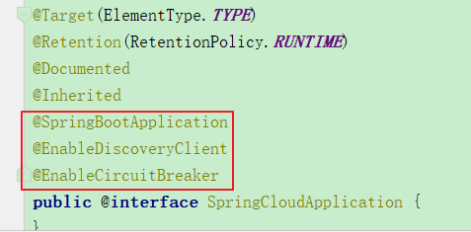 @Target(ElementType.TYPE)
@Retention(RetentionPolicy.RUNTIME)
@Documented
@Inherited
@SpringBootApplication
@EnableDiscoveryClient
@EnableCircuitBreaker
public @interface SpringCloudApplication {
}